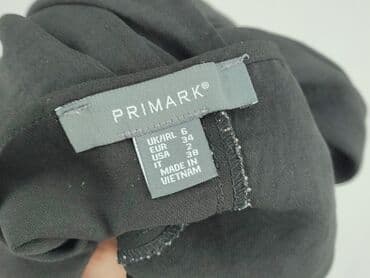 PRIMARK®
UK/IRL 6
EUR 34
USA 2
IT 38
MADE IN
VIETNAM